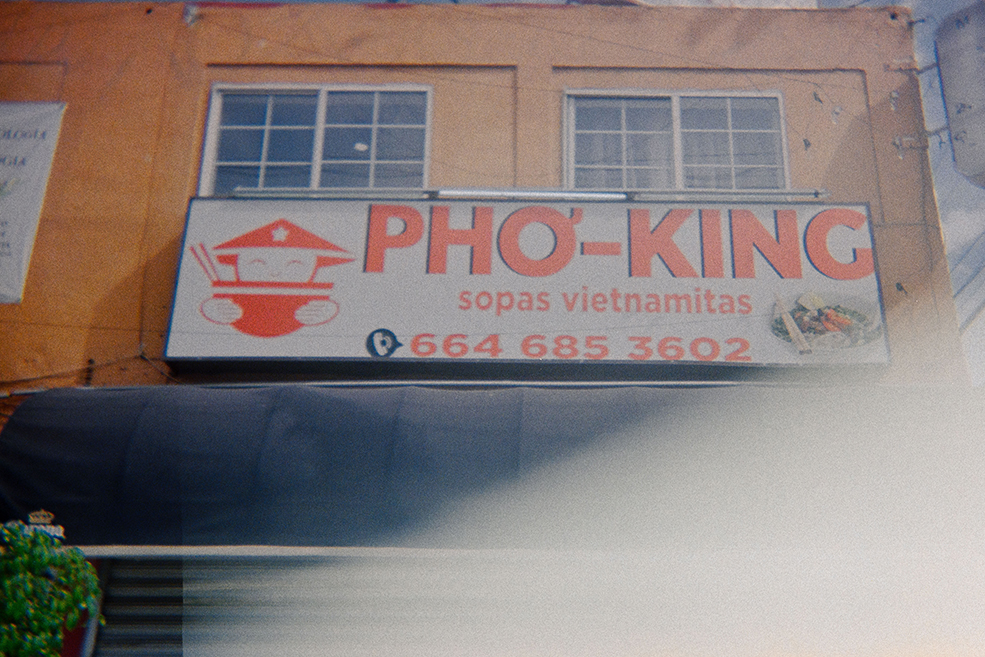 PHỞ-KING
sopas vietnamitas
664 685 3602